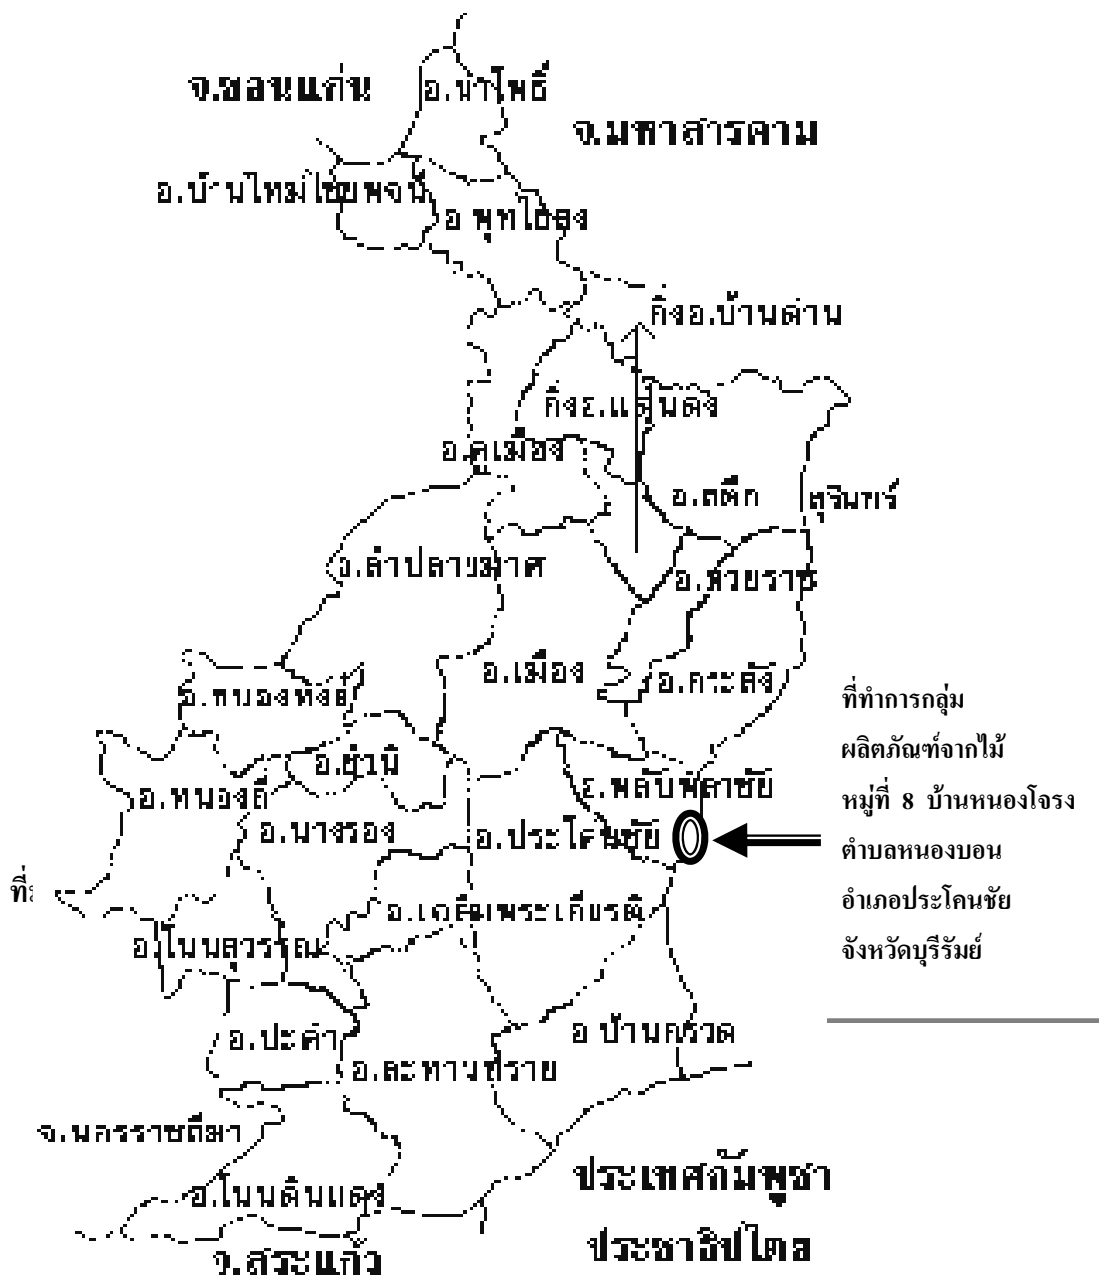 จ.ขอนแก่น
อ.นาโพธิ์
จ.มหาสารคาม
อ.บ้านใหม่ไชยพจน์
อ พุทไธสง
กิ่งอ.บ้านด่าน
กิ่งอ.แคนดง
อ.คูเมือง
อ.สตึก
สุรินทร์
อ.ลำปลายมาศ
อ.ห้วยราช
อ.เมือง
อ.กระสัง
อ.หนองหงส์
ที่ทำการกลุ่ม
ผลิตภัณฑ์จากไม้
อ.ชำนิ
อ.พลับพลาชัย
อ.หนองกี่
หมู่ที่ 8 บ้านหนองโจรง
อ.นางรอง
อ.ประโคนชัย
ตำบลหนองบอน
อำเภอประโคนชัย
อ.เฉลิมพระเกียรติ
อ.โนนสุวรรณ
จังหวัดบุรีรัมย์
อ.ปะคำ
อ บ้านกรวด
อ.ละหานทราย
จ.นครราชสีมา
ประเทศกัมพูชา
อ.โนนดินแดง
ประชาธิปไตย
จ.สระแก้ว